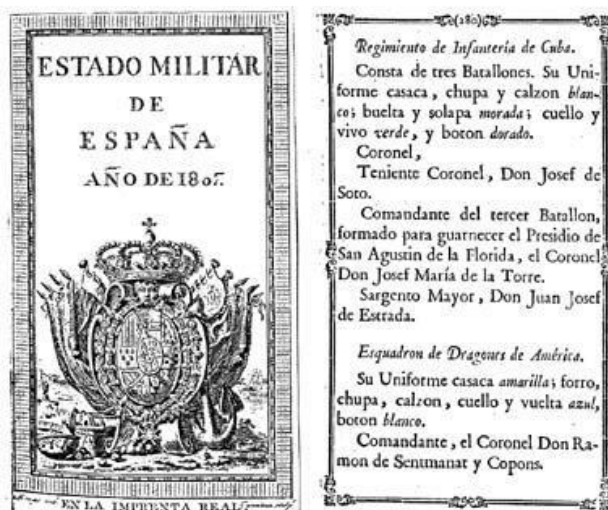 ESTADO MILITAR
DE
ESPAÑA
AÑO DE 1807.
EN LA IMPRENTA REAL
(280)
Regimiento de Infantería de Cuba.
Consta de tres Batallones. Su Uni-
forme casaca, chupa y calzon blan-
co; buelta y solapa morada; cuello y
vivo verde, y boton dorado.
Coronel,
Teniente Coronel, Don Josef de
Soto.
Comandante del tercer Batallon,
formado para guarnecer el Presidio de
San Agustin de la Florida, el Coronel
Don Josef María de la Torre.
Sargento Mayor, Don Juan Josef
de Estrada.
Esquadron de Dragones de América.
Su Uniforme casaca amarilla; forro,
chupa, calzon, cuello y vuelta azul,
boton blanco.
Comandante, el Coronel Don Ra-
mon de Sentmanat y Copons.